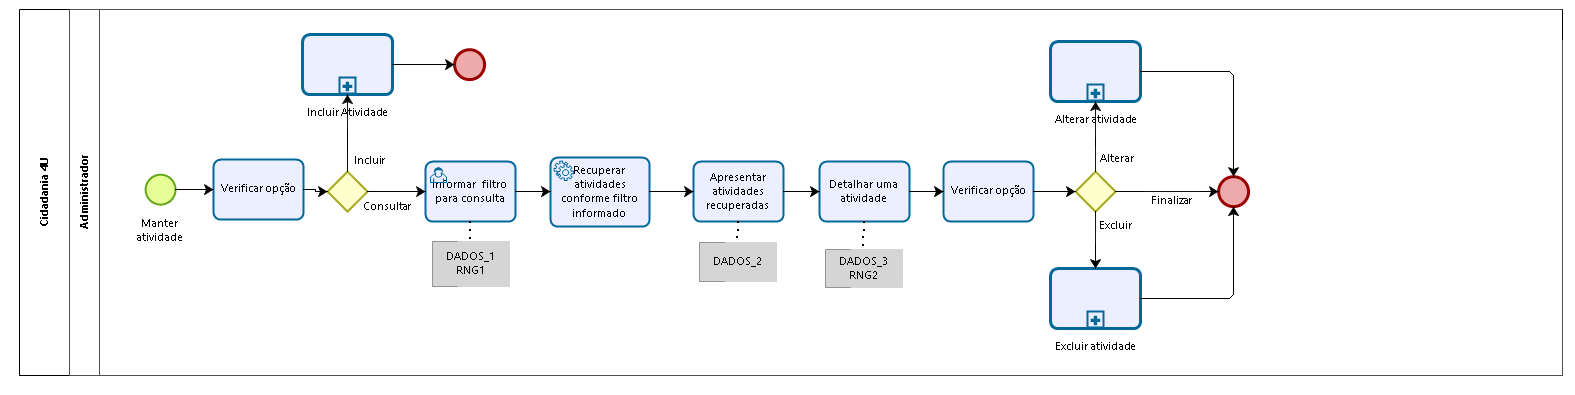 Cidadania 4U
Administrador
Manter
atividade
Verificar opção
Incluir Atividade
Incluir
Consultar
Informar filtro
para consulta
DADOS_1
RNG1
Recuperar
atividades
conforme filtro
informado
Apresentar
atividades
recuperadas
DADOS_2
Detalhar uma
atividade
DADOS_3
RNG2
Verificar opção
Alterar atividade
Alterar
Finalizar
Excluir
Excluir atividade